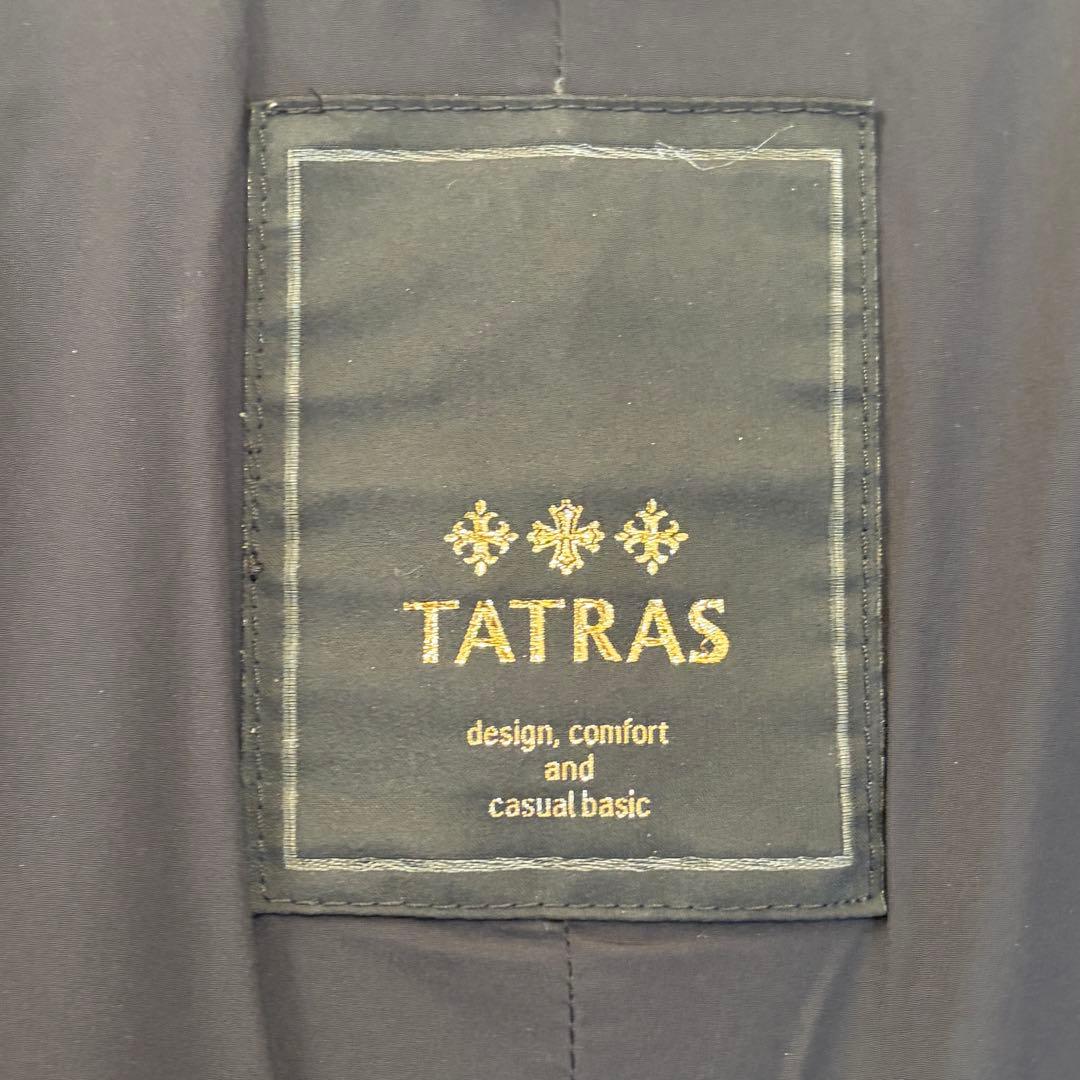 TATRAS
design, comfort
and
casual basic